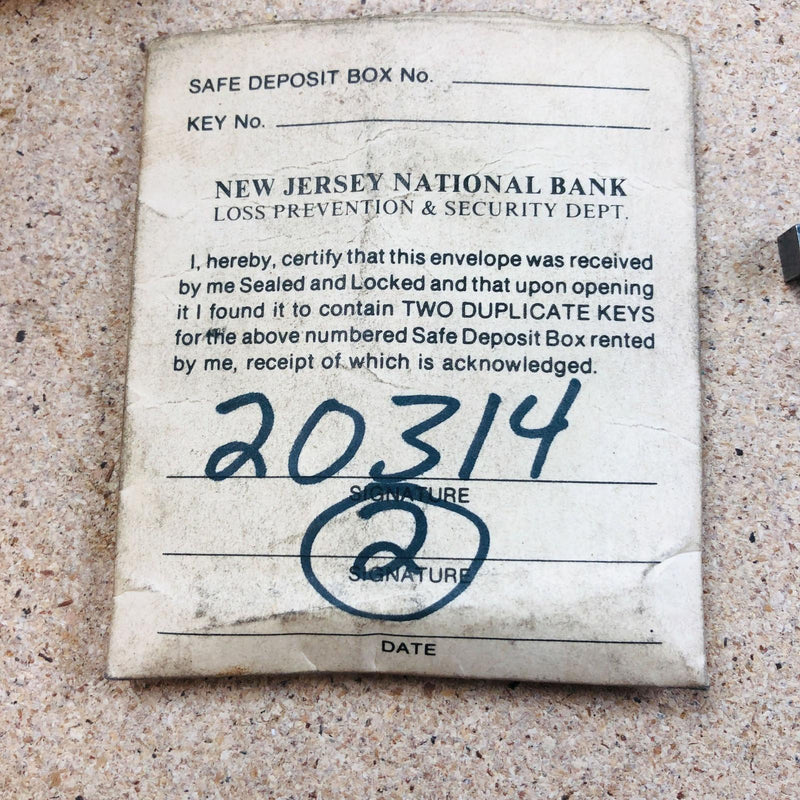 SAFE DEPOSIT BOX No.
KEY No.
NEW JERSEY NATIONAL BANK
LOSS PREVENTION & SECURITY DEPT.
I, hereby, certify that this envelope was received
by me Sealed and Locked and that upon opening
it I found it to contain TWO DUPLICATE KEYS
for the above numbered Safe Deposit Box rented
by me, receipt of which is acknowledged.
20314
SIGNATURE
2
SIGNATURE
DATE